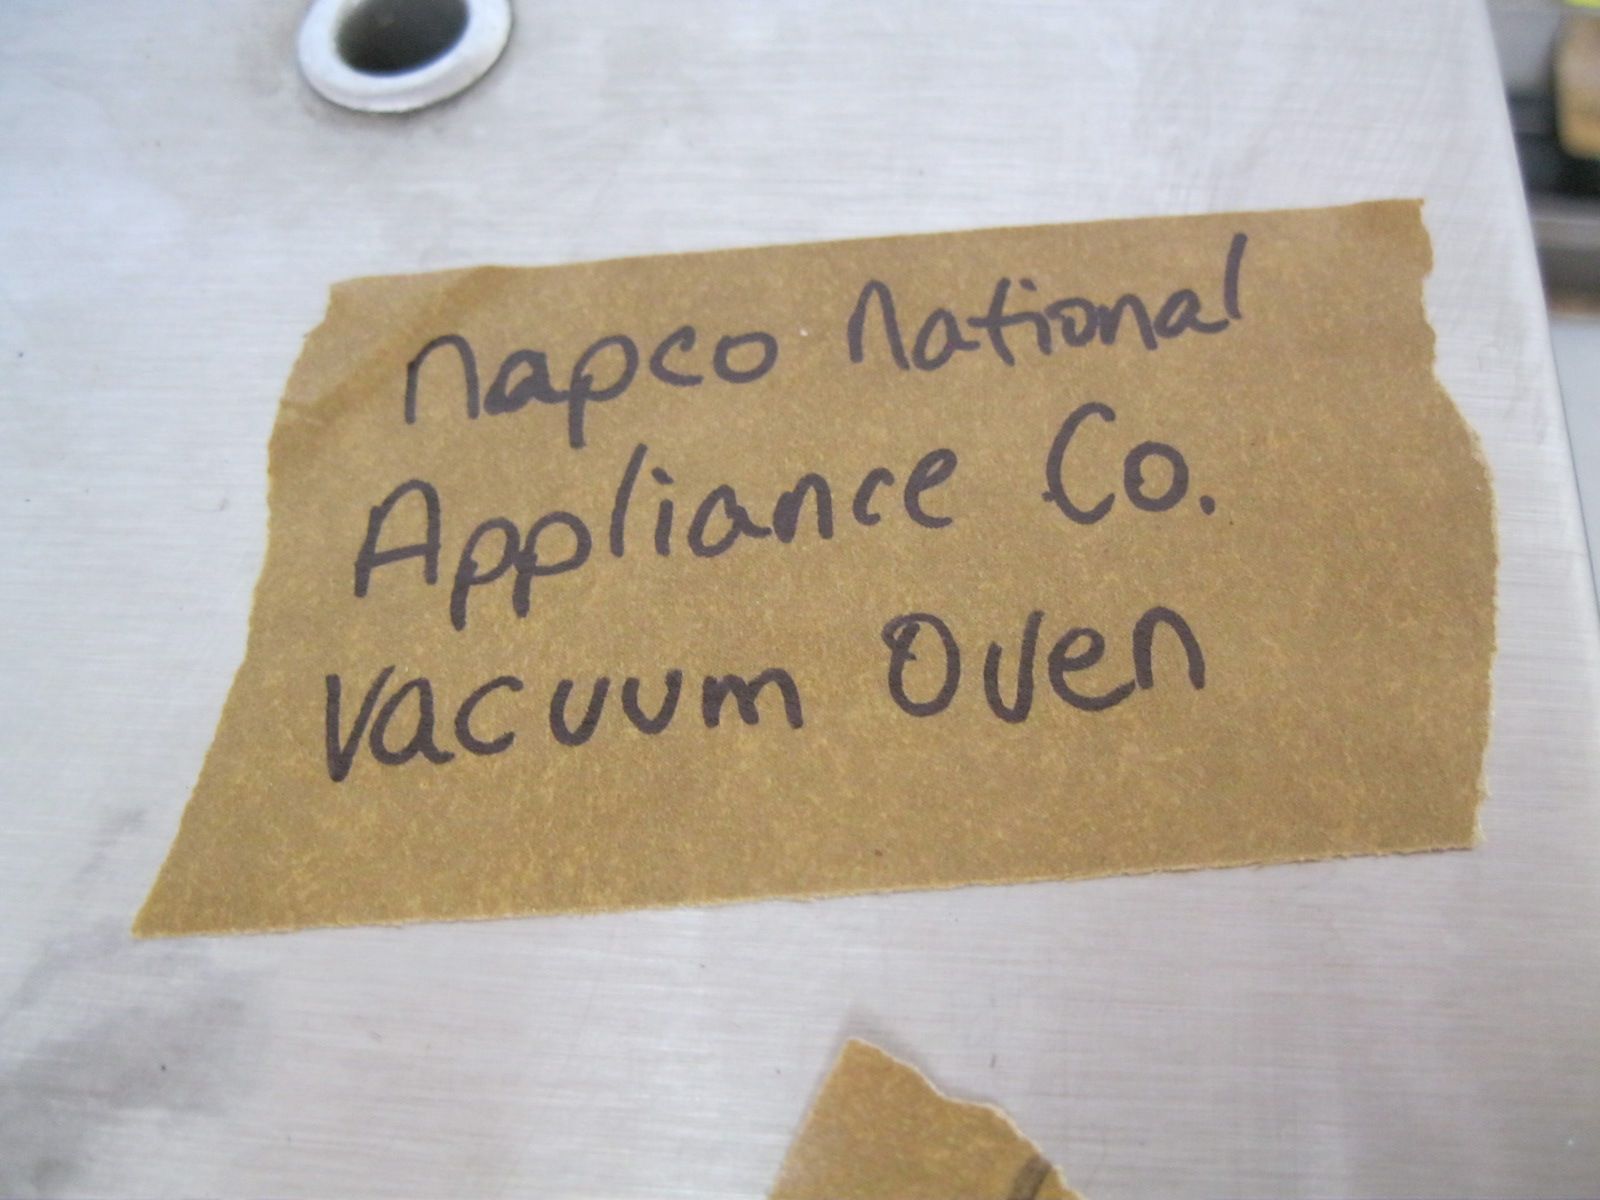 Napco National
Appliance Co.
Vacuum Oven